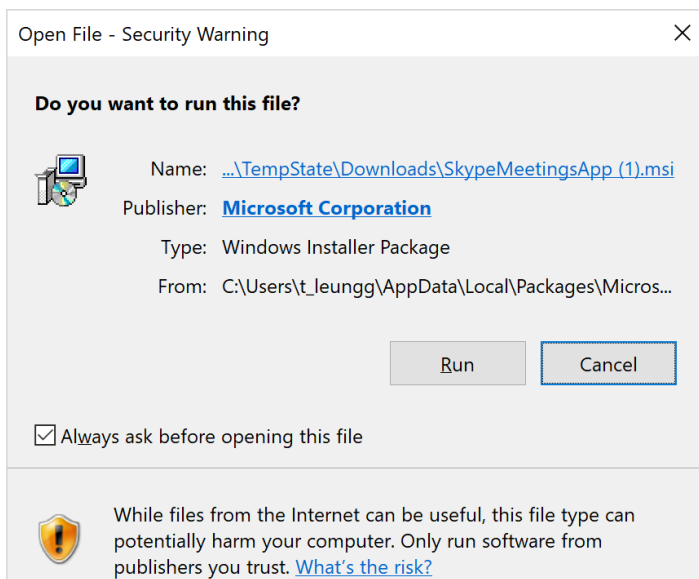 Open File - Security Warning
Do you want to run this file?
Name: ...\TempState\Downloads\SkypeMeetingsApp (1).msi
Publisher: Microsoft Corporation
Type: Windows Installer Package
From: C:\Users\t_leungg\AppData\Local\Packages\Micros...
Run Cancel
Always ask before opening this file
While files from the Internet can be useful, this file type can
potentially harm your computer. Only run software from
publishers you trust. What's the risk?